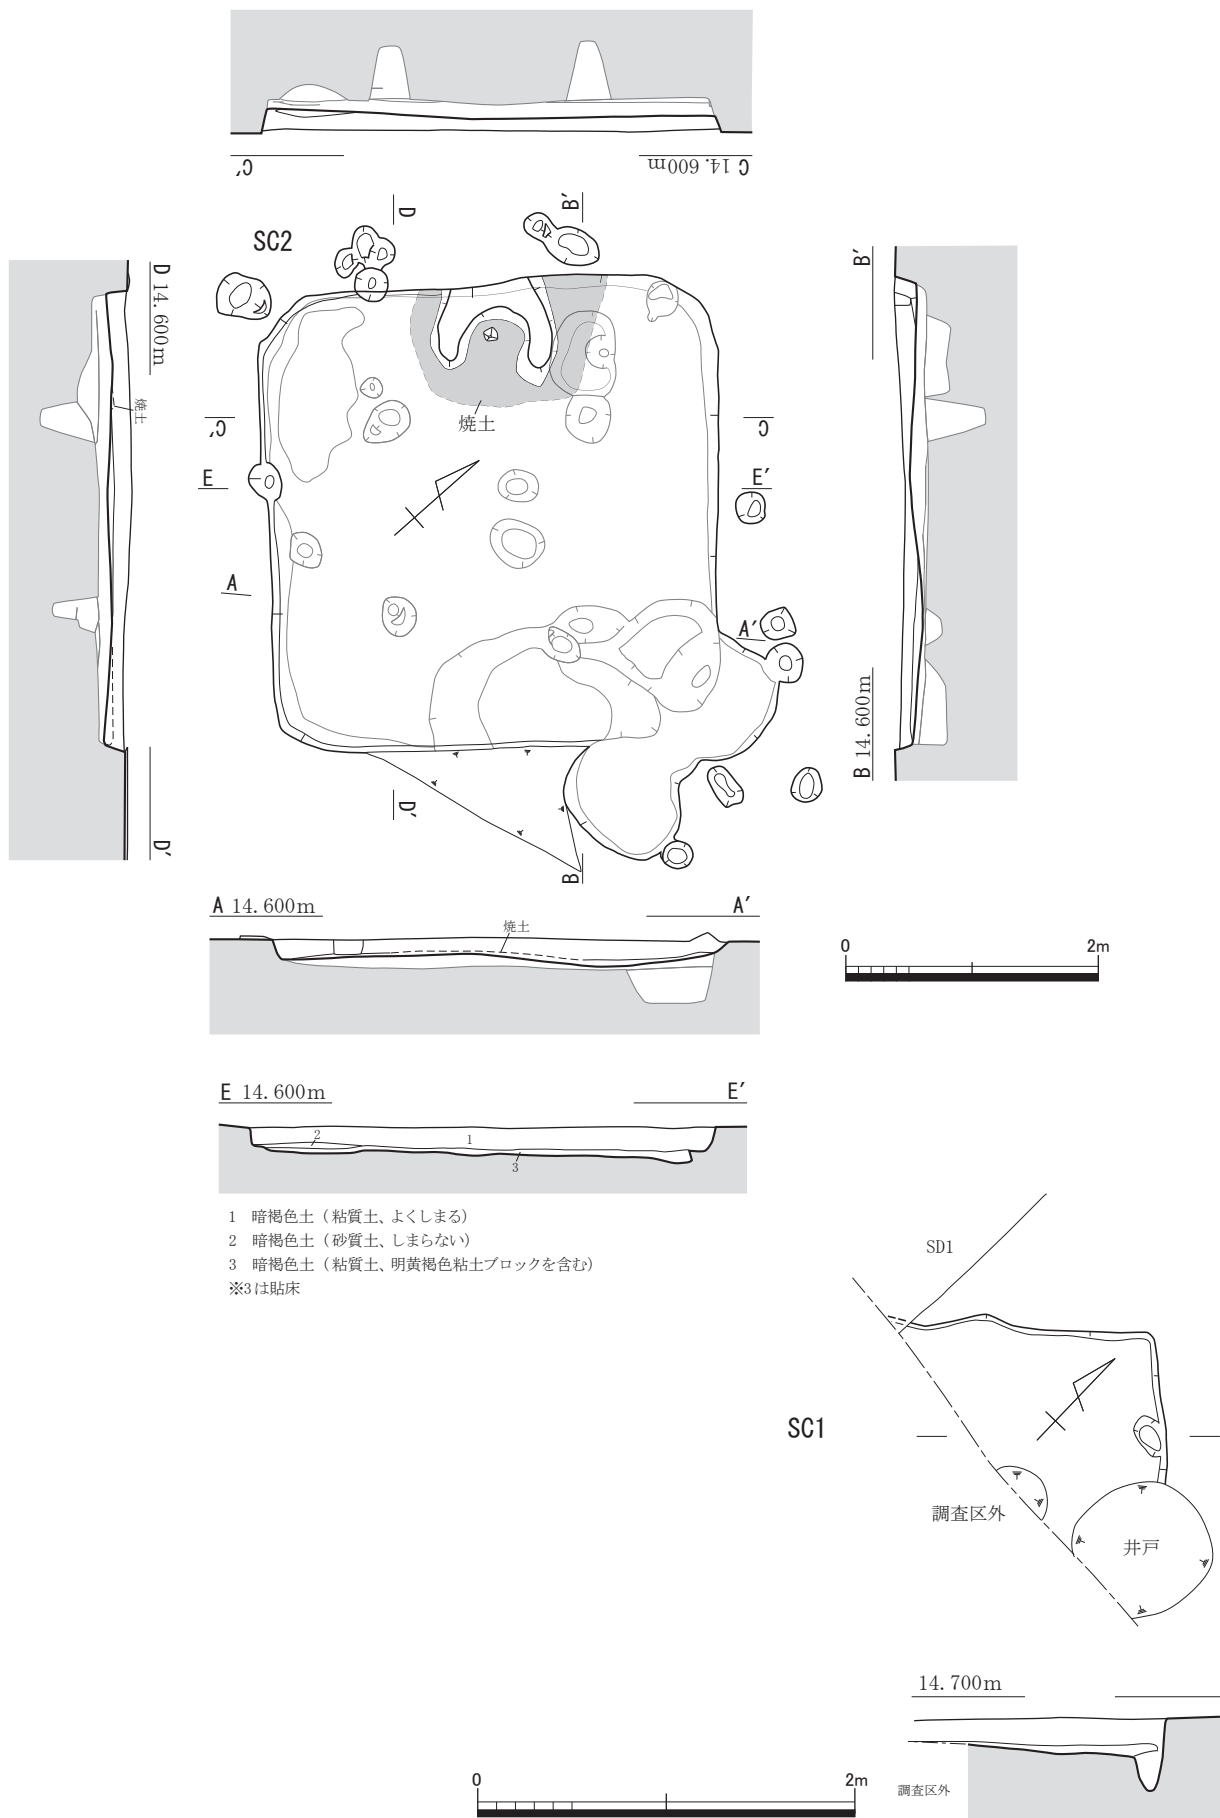 C' C 14.600m
SC2
D
B'
D 14.600m
焼土
D'
B'
B 14.600m
焼土
C' C
E E'
A
A'
D'
B
A 14.600m A'
焼土
0 2m
E 14.600m E'
2 1
3
1 暗褐色土(粘質土、よくしまる)
2 暗褐色土(砂質土、しまらない)
3 暗褐色土(粘質土、明黄褐色粘土ブロックを含む)
※3は貼床
SD1
SC1
調査区外
井戸
14.700m
調査区外
0 2m